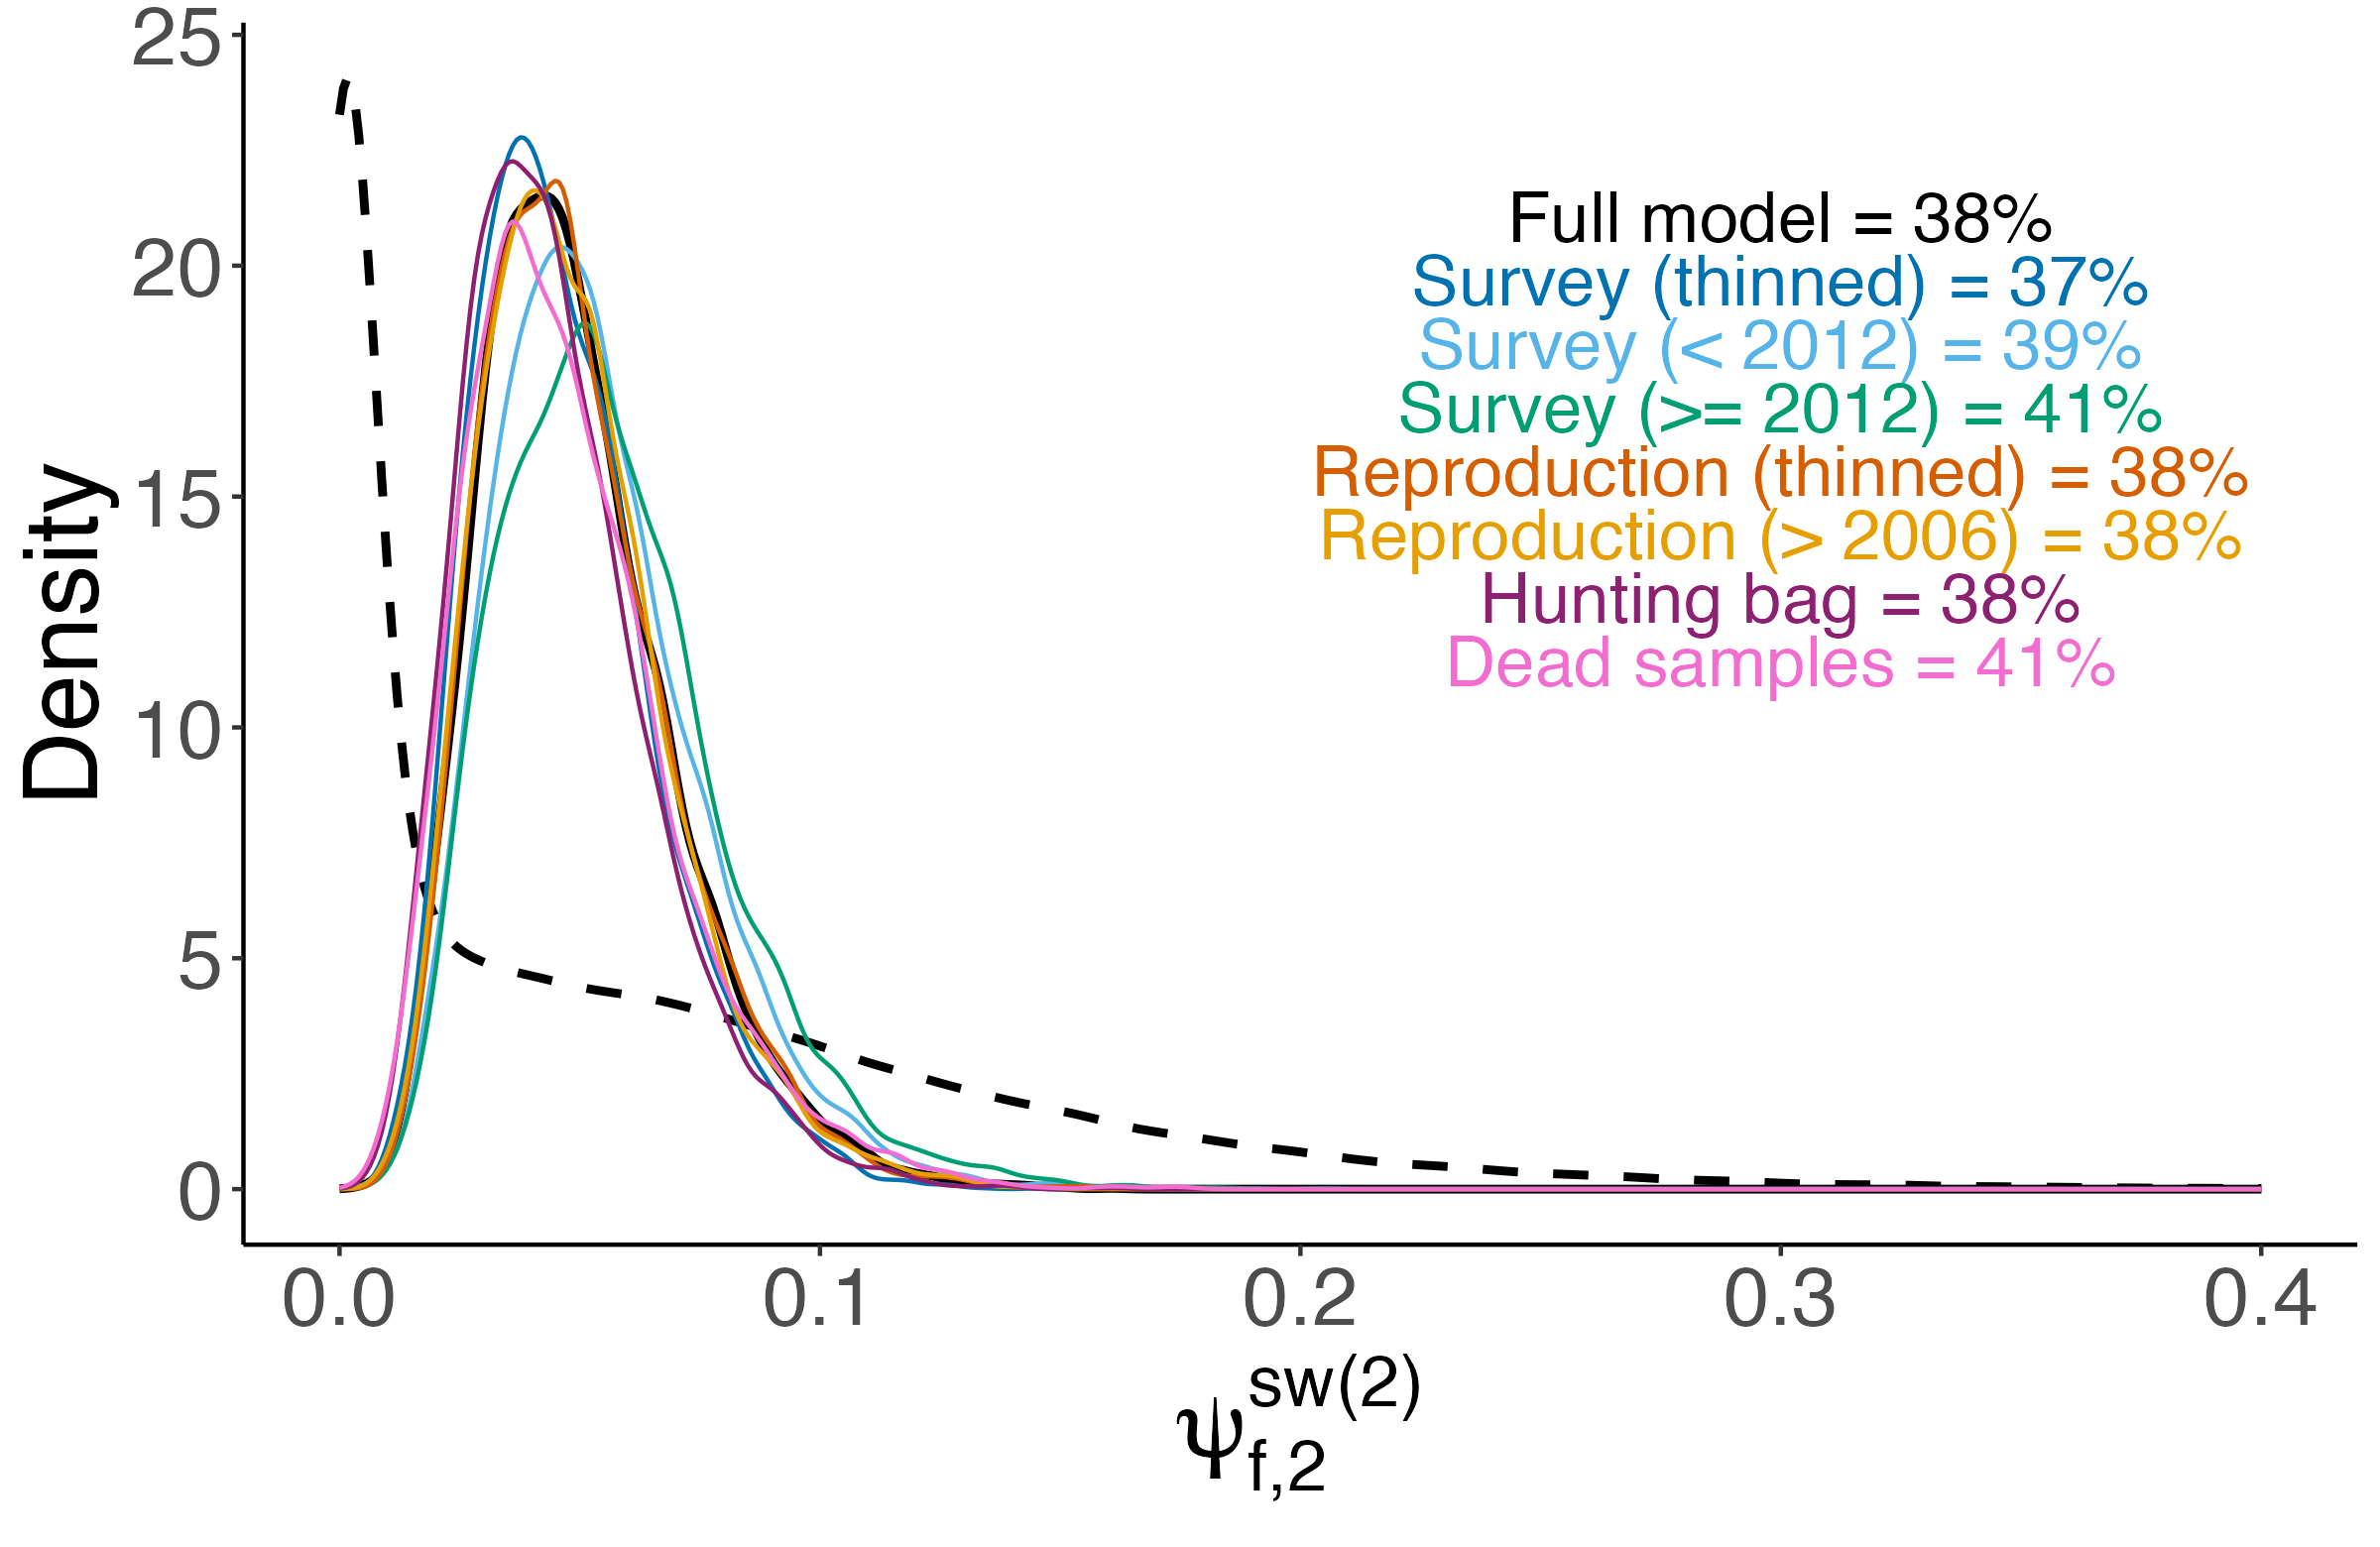 25
20
15
10
5
0
Density
Full model = 38%
Survey (thinned) = 37%
Survey (< 2012) = 39%
Survey (>= 2012) = 41%
Reproduction (thinned) = 38%
Reproduction (> 2006) = 38%
Hunting bag = 38%
Dead samples = 41%
0.0 0.1 0.2 0.3 0.4
ψ sw(2) f,2